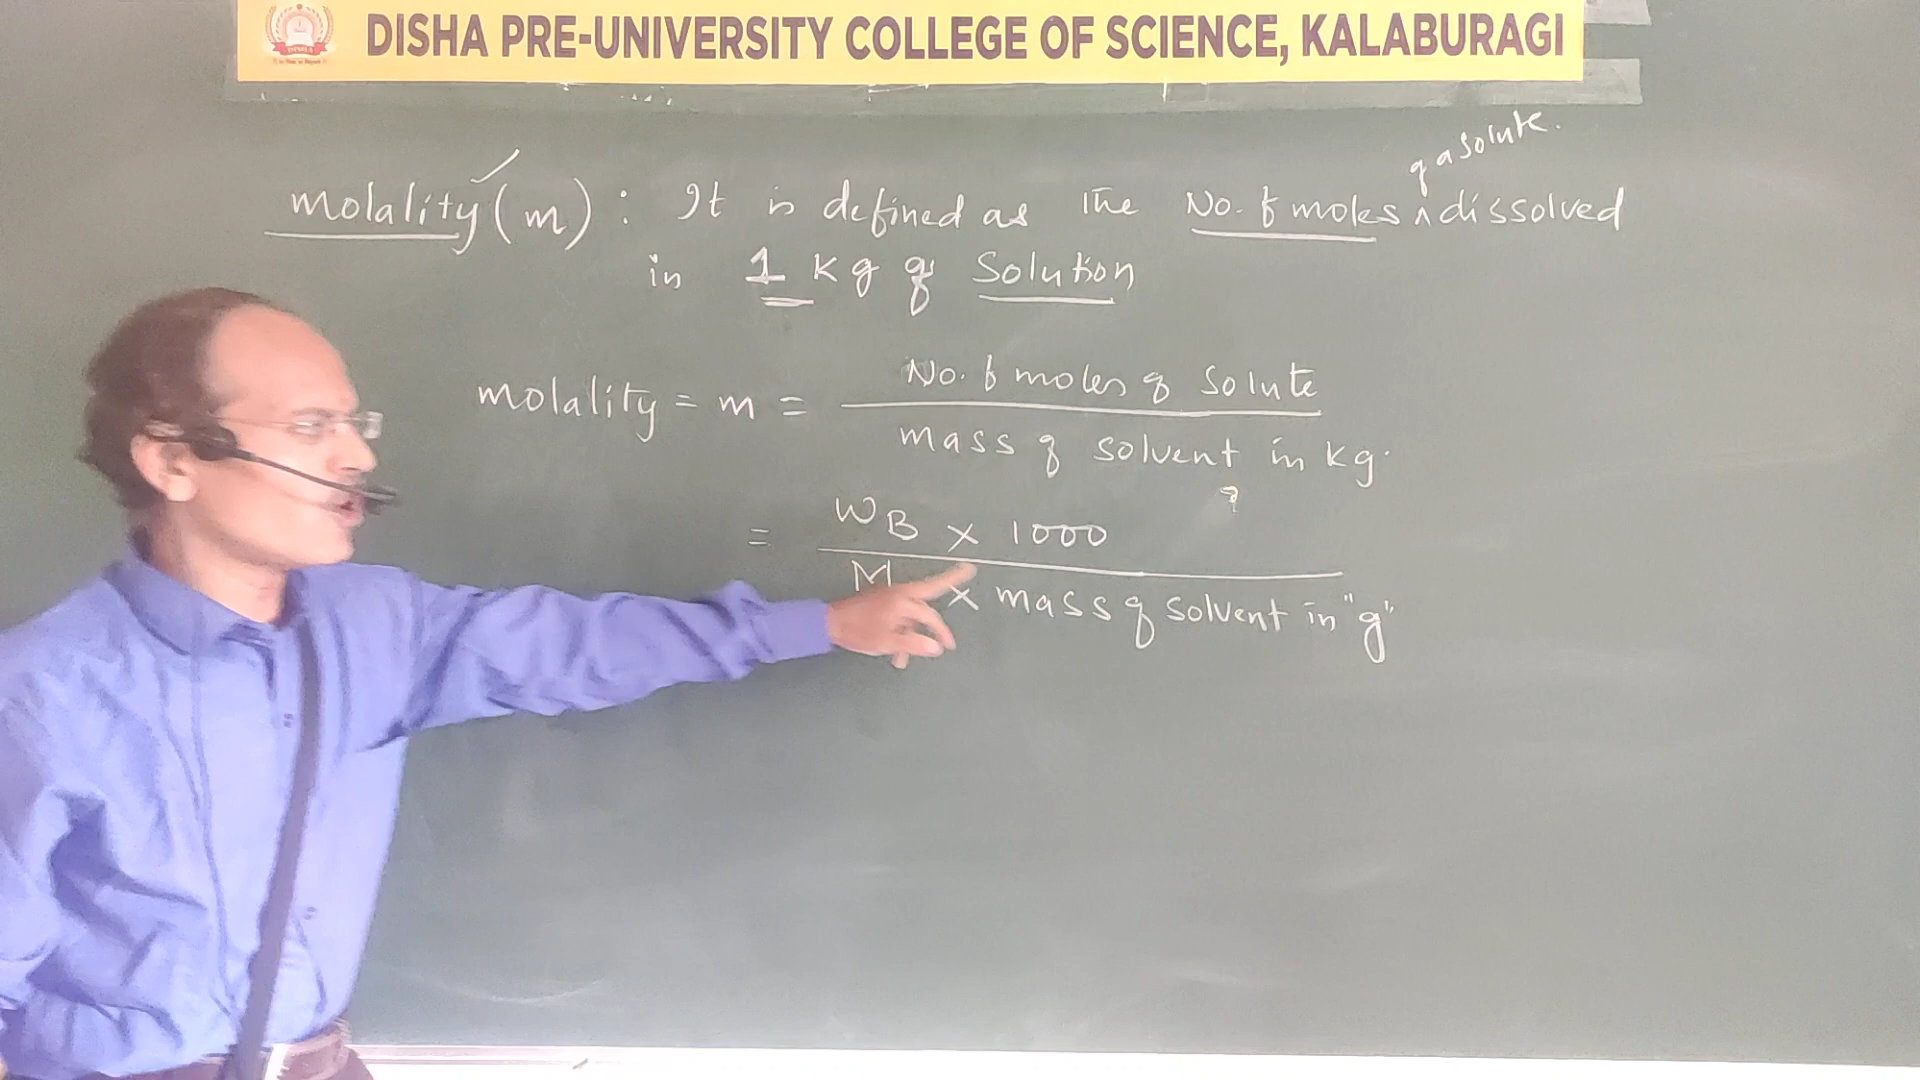 DISHA PRE-UNIVERSITY COLLEGE OF SCIENCE, KALABURAGI
of a solute.
molality (m) : It is defined as the No. of moles ^ dissolved
in 1 kg of Solution
molality = m = No. of moles of solute
mass of solvent in kg.
= WB × 1000
M × mass of solvent in "g"